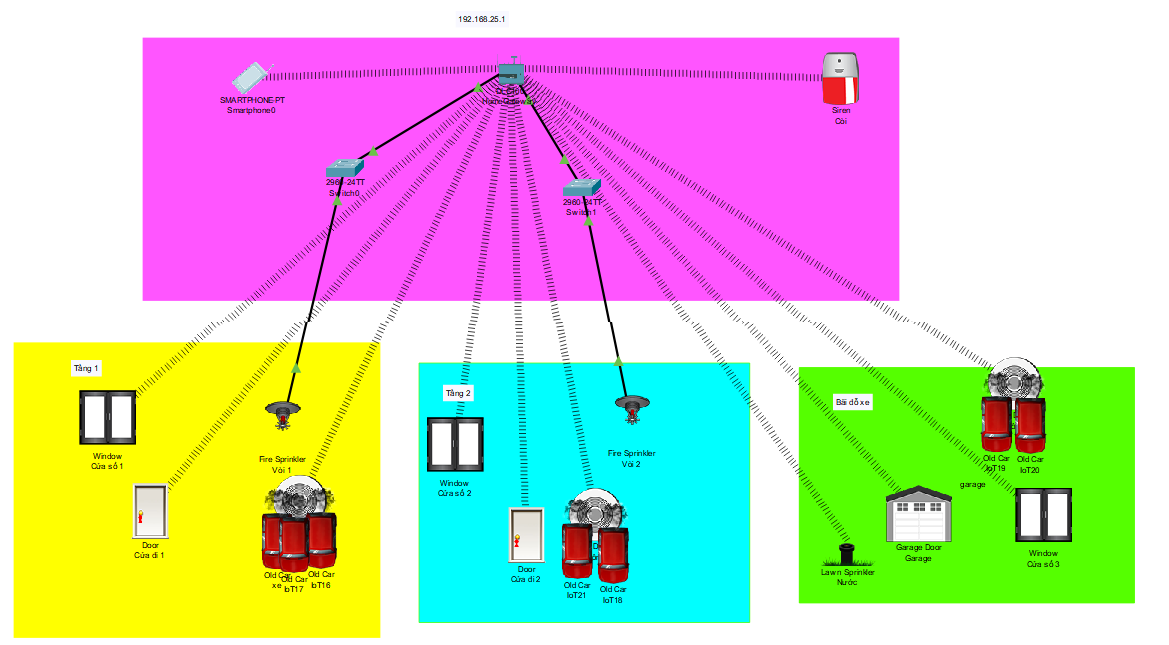 192.168.25.1
SMARTPHONE-PT
Smartphone0
HomeGateway
Siren
Còi
2960-24TT
Switch0
2960-24TT
Switch1
Tầng 1
Window
Cửa sổ 1
Door
Cửa đi 1
Fire Sprinkler
Vòi 1
Old Car
xe
Old Car
IoT17
Old Car
IoT16
Tầng 2
Window
Cửa sổ 2
Door
Cửa đi 2
Fire Sprinkler
Vòi 2
Old Car
IoT21
Old Car
IoT18
Bãi đỗ xe
Old Car
IoT19
Old Car
IoT20
garage
Lawn Sprinkler
Nước
Garage Door
Garage
Window
Cửa sổ 3